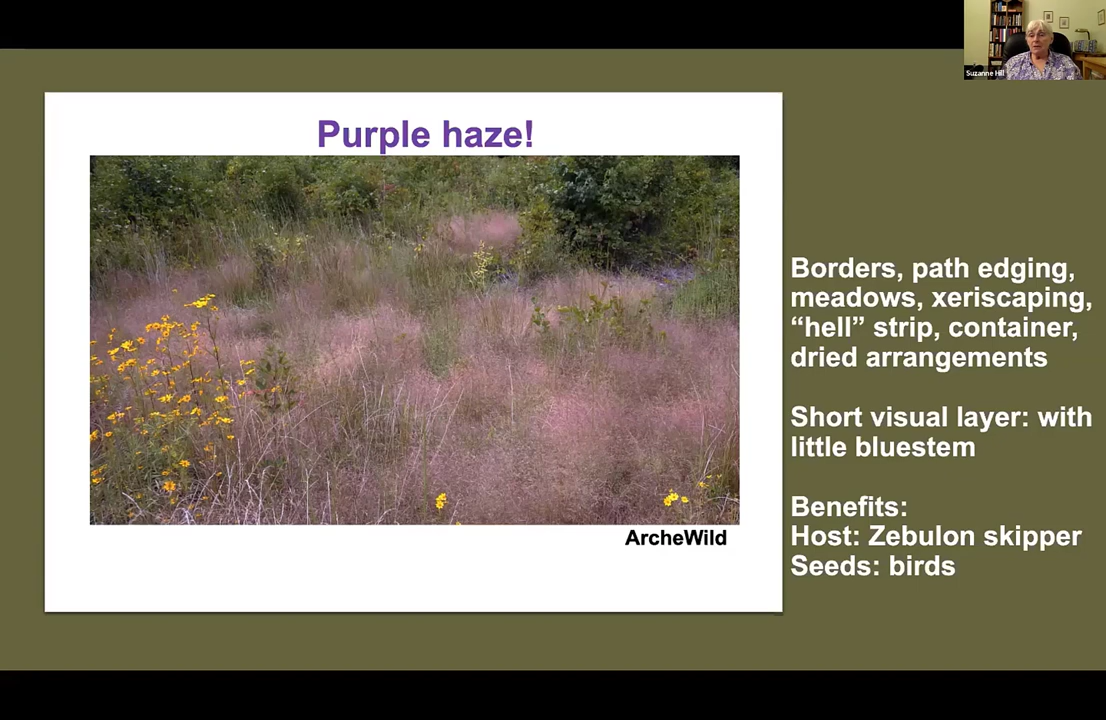 Suzanne Hill
Purple haze!
Borders, path edging,
meadows, xeriscaping,
“hell” strip, container,
dried arrangements
Short visual layer: with
little bluestem
Benefits:
Host: Zebulon skipper
Seeds: birds
ArcheWild